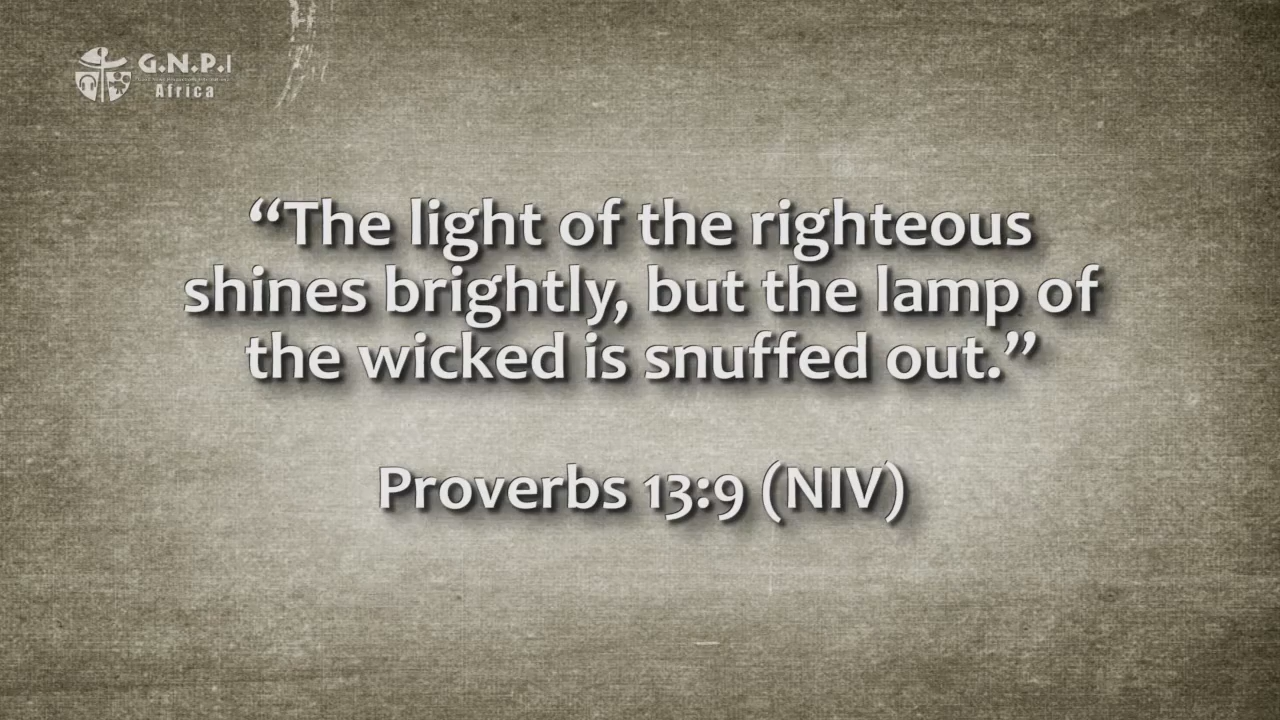 G.N.P.I
Africa
“The light of the righteous
shines brightly, but the lamp of
the wicked is snuffed out.”
Proverbs 13:9 (NIV)